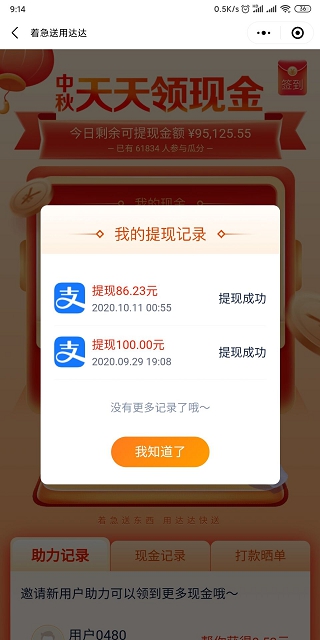 9:14
0.5K/s
36
着急送用达达
中秋
天天领现金
签到
今日剩余可提现金额 ¥95,125.55
已有 61834 人参与瓜分
我的现金
我的提现记录
提现86.23元
2020.10.11 00:55
提现成功
提现100.00元
2020.09.29 19:08
提现成功
没有更多记录了哦～
我知道了
着急送东西 用达达快送
助力记录
现金记录
打款晒单
邀请新用户助力可以领到更多现金哦～
用户0480